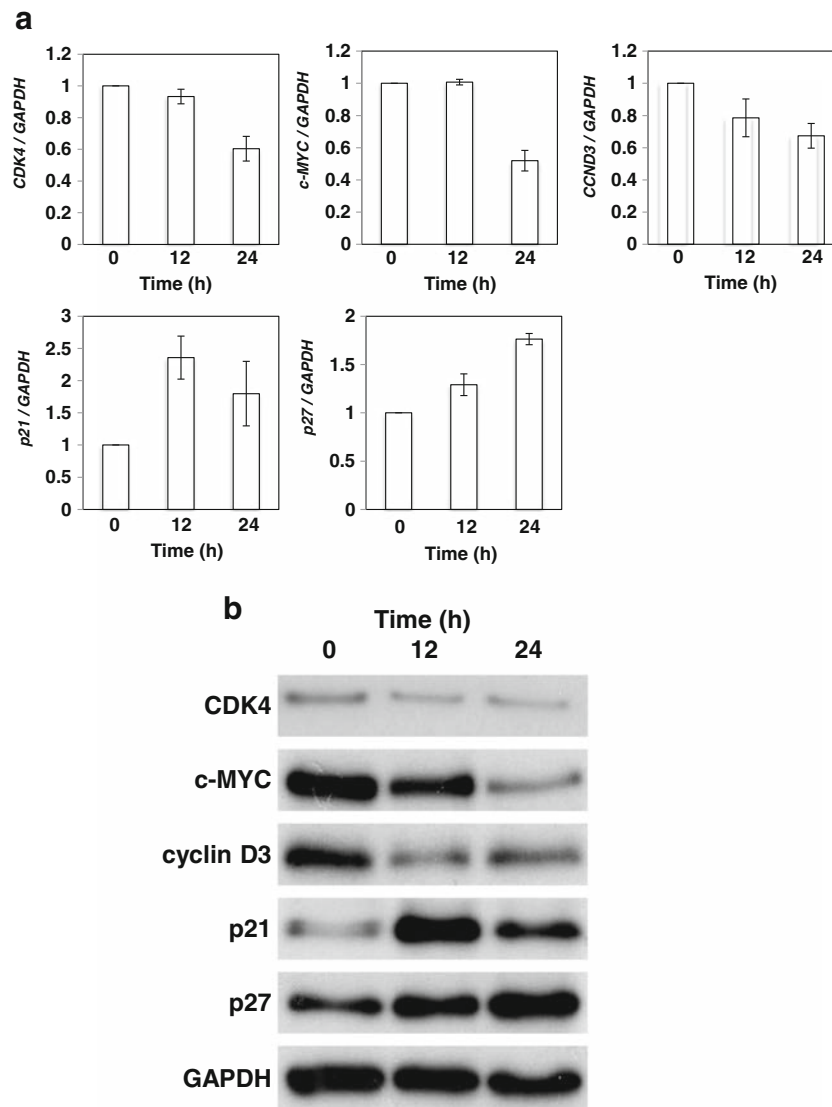 a
CDK4 / GAPDH
1.2
1
0.8
0.6
0.4
0.2
0
0 12 24
Time (h)
c-MYC / GAPDH
1.2
1
0.8
0.6
0.4
0.2
0
0 12 24
Time (h)
CCND3 / GAPDH
1.2
1
0.8
0.6
0.4
0.2
0
0 12 24
Time (h)
p21 / GAPDH
3
2.5
2
1.5
1
0.5
0
0 12 24
Time (h)
p27 / GAPDH
2
1.5
1
0.5
0
0 12 24
Time (h)
b
Time (h)
0 12 24
CDK4
c-MYC
cyclin D3
p21
p27
GAPDH